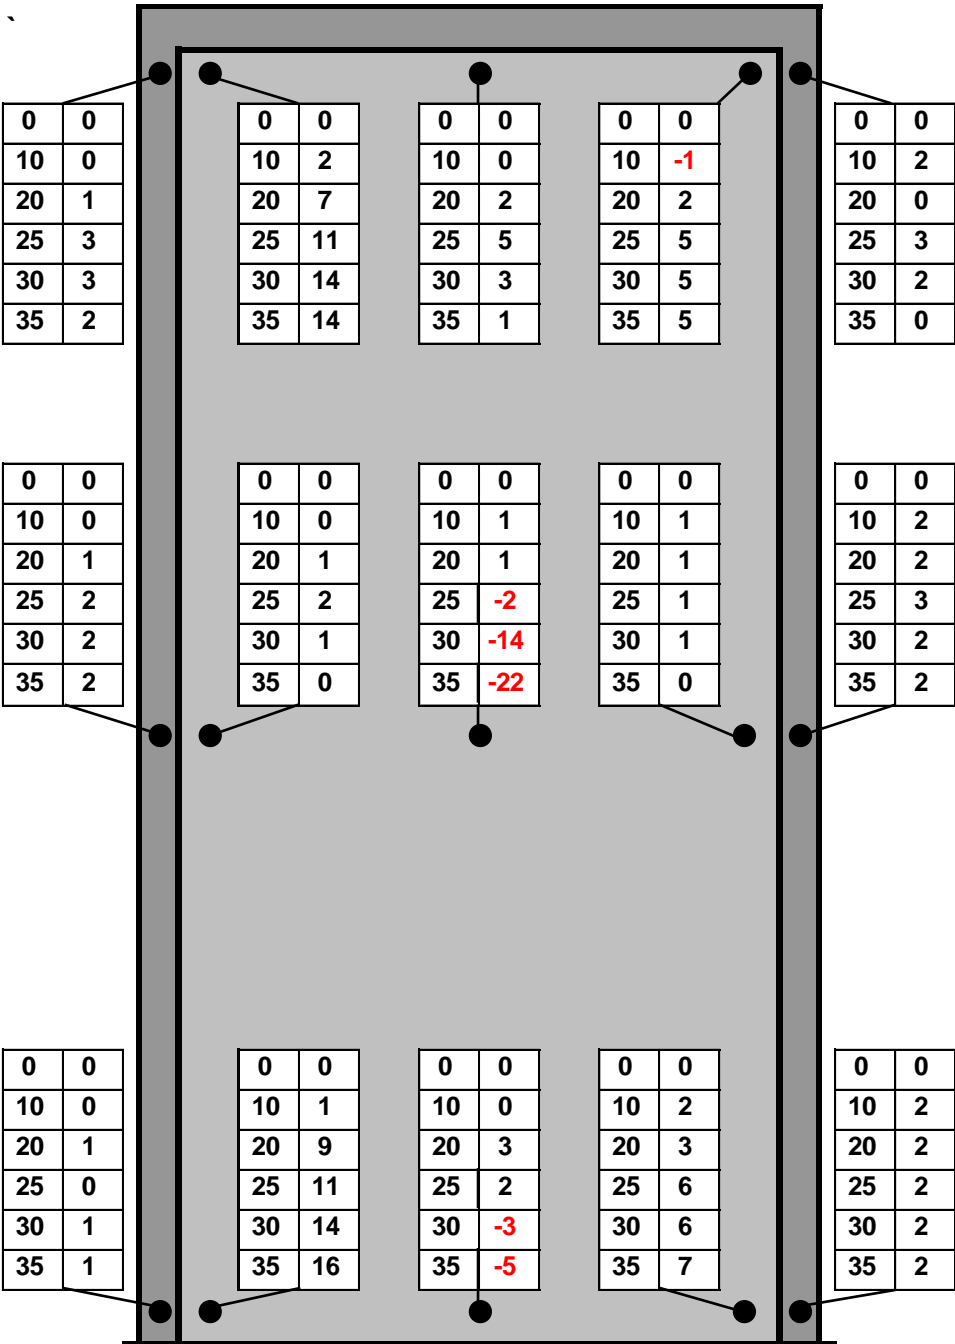 `
0 0 0 0 0 0 0 0 0 0
10 0 10 2 10 0 10 -1 10 2
20 1 20 7 20 2 20 2 20 0
25 3 25 11 25 5 25 5 25 3
30 3 30 14 30 3 30 5 30 2
35 2 35 14 35 1 35 5 35 0
0 0 0 0 0 0 0 0 0 0
10 0 10 0 10 1 10 1 10 2
20 1 20 1 20 1 20 1 20 2
25 2 25 2 25 -2 25 1 25 3
30 2 30 1 30 -14 30 1 30 2
35 2 35 0 35 -22 35 0 35 2
0 0 0 0 0 0 0 0 0 0
10 0 10 1 10 0 10 2 10 2
20 1 20 9 20 3 20 3 20 2
25 0 25 11 25 2 25 6 25 2
30 1 30 14 30 -3 30 6 30 2
35 1 35 16 35 -5 35 7 35 2